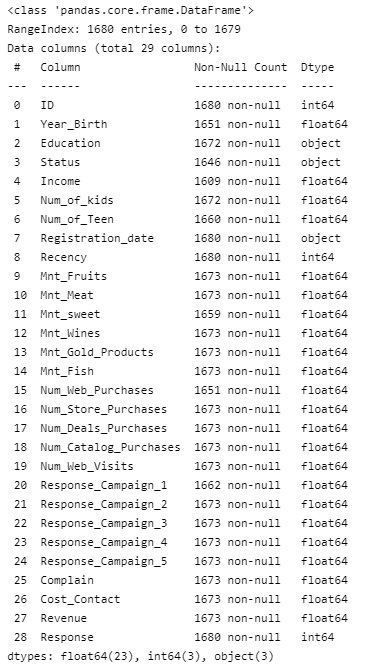 <class 'pandas.core.frame.DataFrame'>
RangeIndex: 1680 entries, 0 to 1679
Data columns (total 29 columns):
 #   Column                 Non-Null Count  Dtype
---  ------                 --------------  -----
 0   ID                     1680 non-null   int64
 1   Year_Birth             1651 non-null   float64
 2   Education              1672 non-null   object
 3   Status                 1646 non-null   object
 4   Income                 1609 non-null   float64
 5   Num_of_kids            1672 non-null   float64
 6   Num_of_Teen            1660 non-null   float64
 7   Registration_date      1680 non-null   object
 8   Recency                1680 non-null   int64
 9   Mnt_Fruits             1673 non-null   float64
 10  Mnt_Meat               1673 non-null   float64
 11  Mnt_sweet              1659 non-null   float64
 12  Mnt_Wines              1673 non-null   float64
 13  Mnt_Gold_Products      1673 non-null   float64
 14  Mnt_Fish               1673 non-null   float64
 15  Num_Web_Purchases      1651 non-null   float64
 16  Num_Store_Purchases    1673 non-null   float64
 17  Num_Deals_Purchases    1673 non-null   float64
 18  Num_Catalog_Purchases  1673 non-null   float64
 19  Num_Web_Visits         1673 non-null   float64
 20  Response_Campaign_1    1662 non-null   float64
 21  Response_Campaign_2    1673 non-null   float64
 22  Response_Campaign_3    1673 non-null   float64
 23  Response_Campaign_4    1673 non-null   float64
 24  Response_Campaign_5    1673 non-null   float64
 25  Complain               1673 non-null   float64
 26  Cost_Contact           1673 non-null   float64
 27  Revenue                1673 non-null   float64
 28  Response               1680 non-null   int64
dtypes: float64(23), int64(3), object(3)